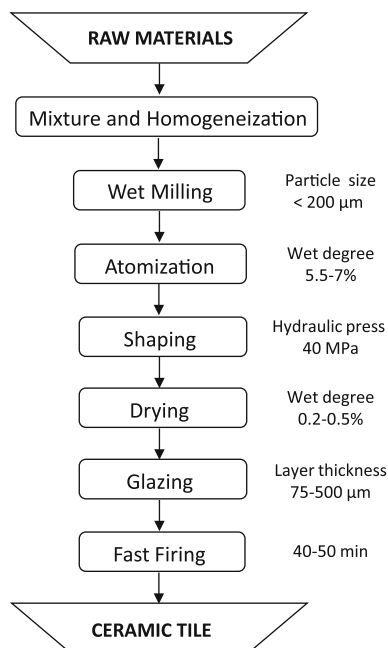 RAW MATERIALS
Mixture and Homogeneization
Wet Milling
Particle size
< 200 µm
Atomization
Wet degree
5.5-7%
Shaping
Hydraulic press
40 MPa
Drying
Wet degree
0.2-0.5%
Glazing
Layer thickness
75-500 µm
Fast Firing
40-50 min
CERAMIC TILE